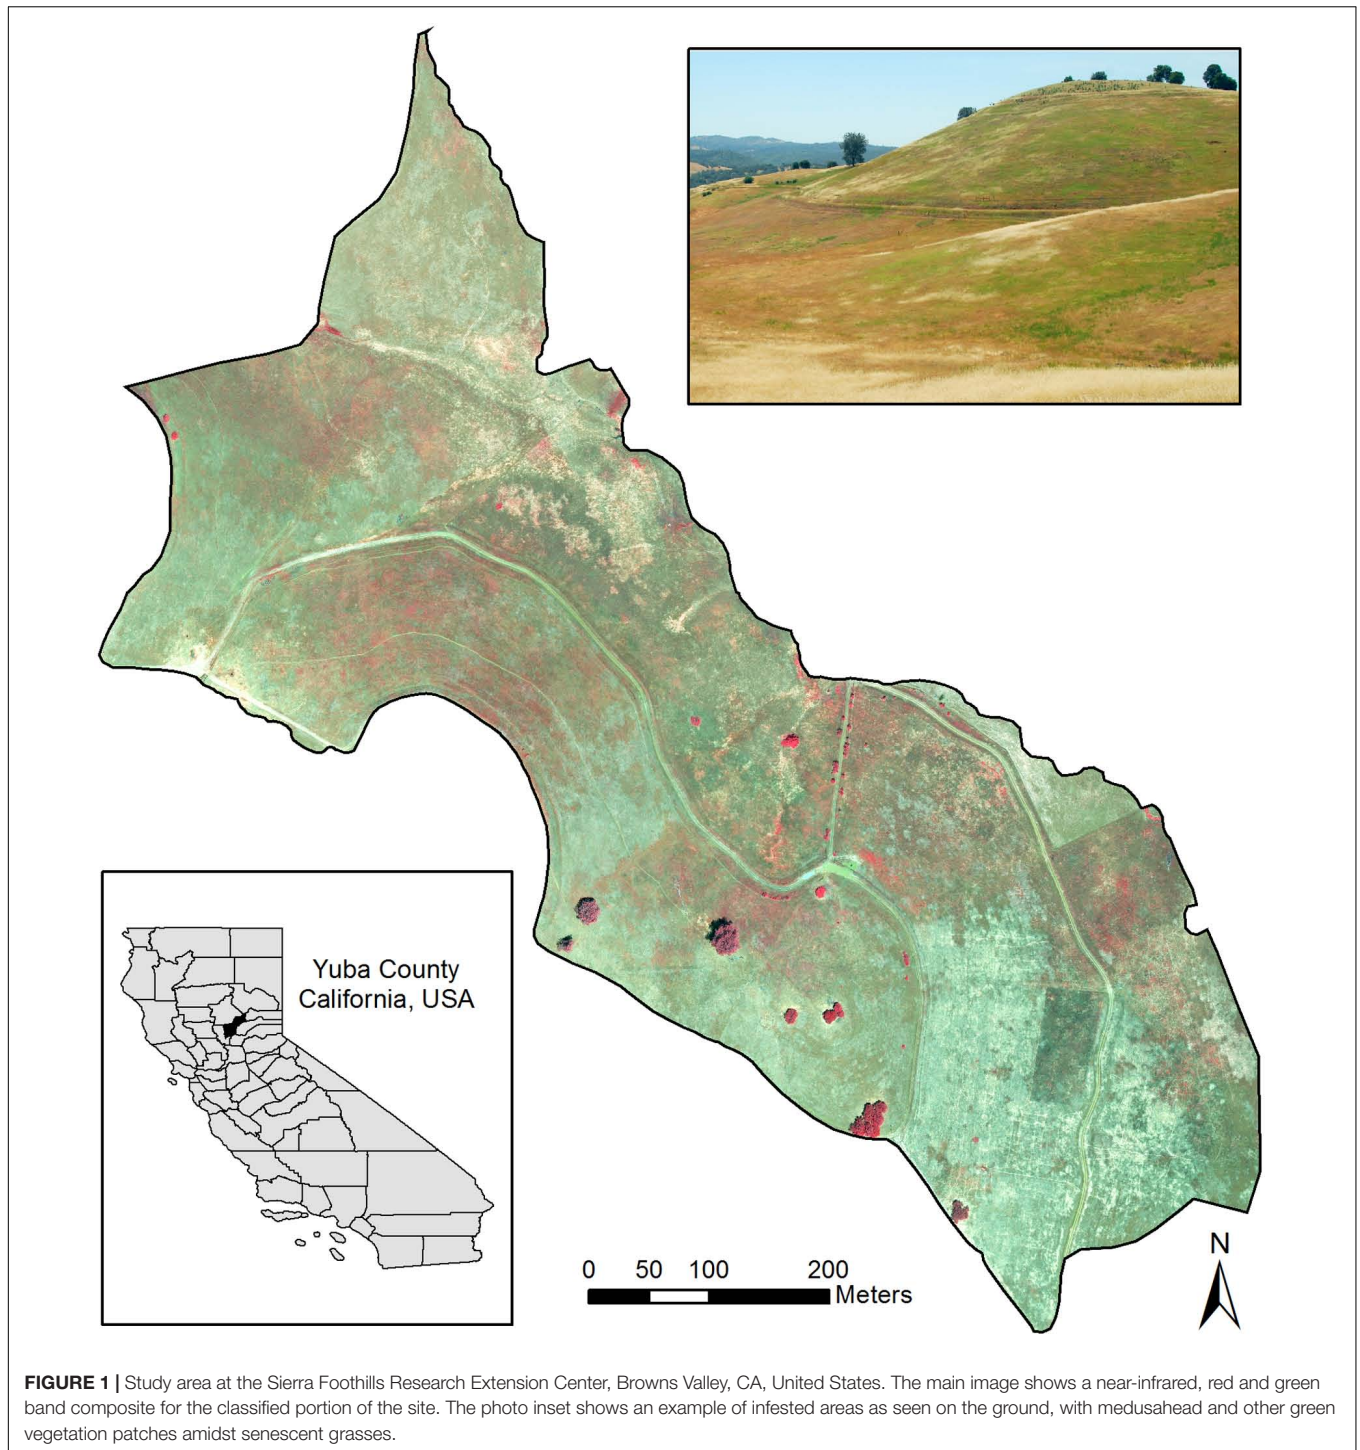 Yuba County
California, USA
0 50 100 200
Meters
N
FIGURE 1 | Study area at the Sierra Foothills Research Extension Center, Browns Valley, CA, United States. The main image shows a near-infrared, red and green
band composite for the classified portion of the site. The photo inset shows an example of infested areas as seen on the ground, with medusahead and other green
vegetation patches amidst senescent grasses.